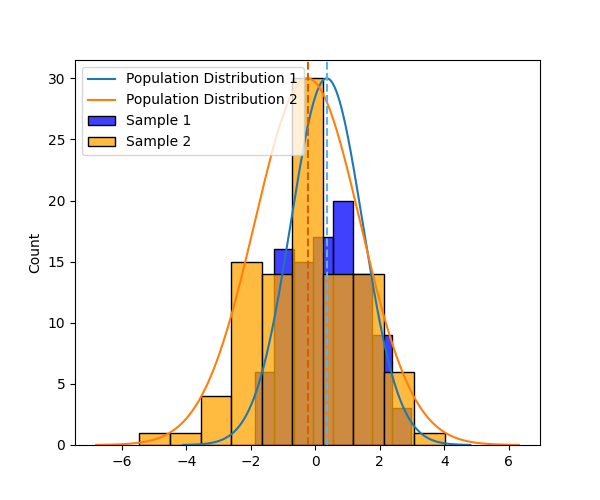 Population Distribution 1
Population Distribution 2
Sample 1
Sample 2
Count
30
25
20
15
10
5
0
−6 −4 −2 0 2 4 6